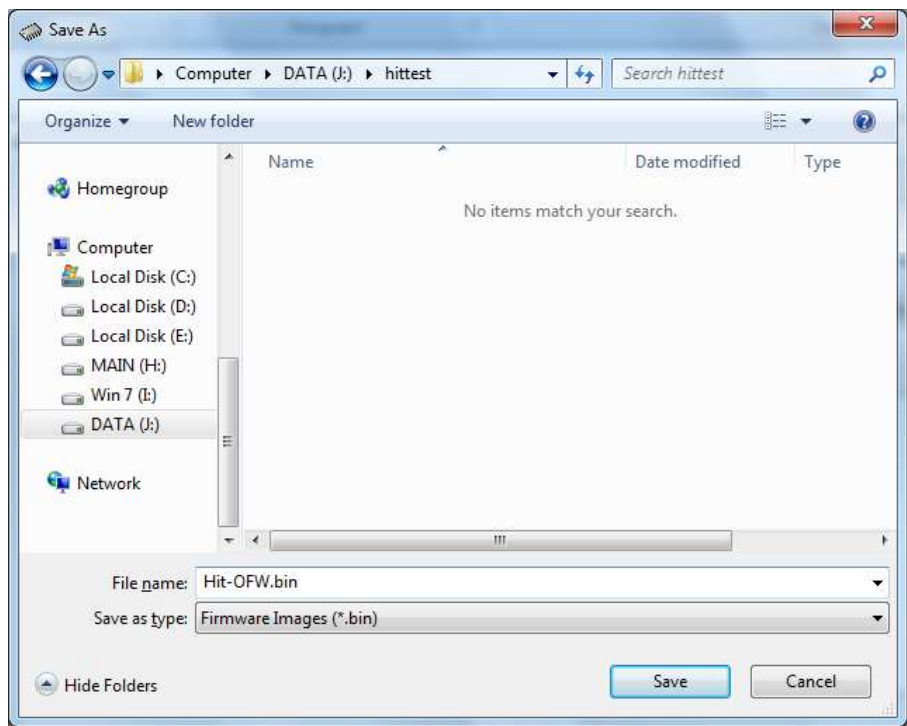 Save As
Computer ▸ DATA (J:) ▸ hittest
Search hittest
Organize
New folder
Name
Date modified
Type
No items match your search.
Homegroup
Computer
Local Disk (C:)
Local Disk (D:)
Local Disk (E:)
MAIN (H:)
Win 7 (I:)
DATA (J:)
Network
File name: Hit-OFW.bin
Save as type: Firmware Images (*.bin)
Hide Folders
Save
Cancel